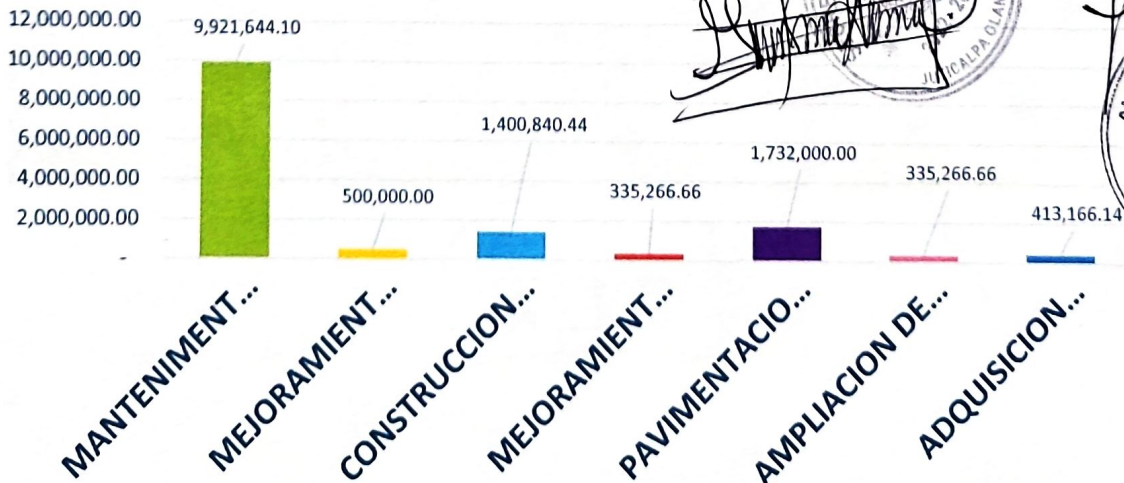 12,000,000.00
10,000,000.00
8,000,000.00
6,000,000.00
4,000,000.00
2,000,000.00
-
9,921,644.10
500,000.00
1,400,840.44
335,266.66
1,732,000.00
335,266.66
413,166.14
MANTENIMIENT...
MEJORAMIENT...
CONSTRUCCION...
MEJORAMIENT...
PAVIMENTACIO...
AMPLIACION DE...
ADQUISICION...
JUTICALPA OLAN